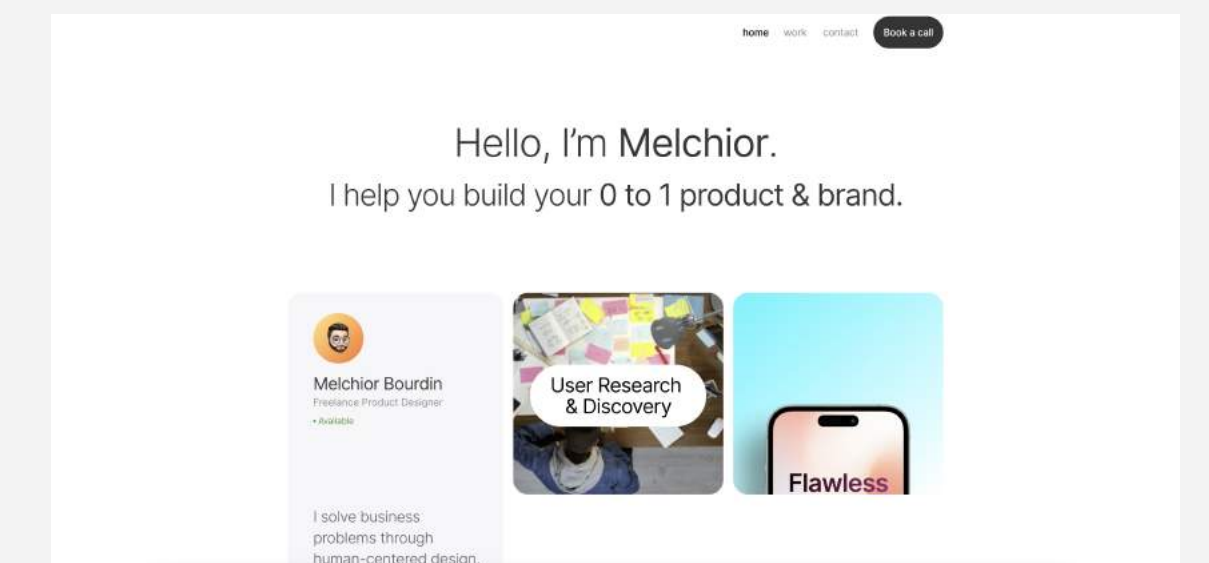 home work contact Book a call
Hello, I’m Melchior.
I help you build your 0 to 1 product & brand.
Melchior Bourdin
Freelance Product Designer
• Available
I solve business
problems through
human-centered design.
User Research
& Discovery
Flawless